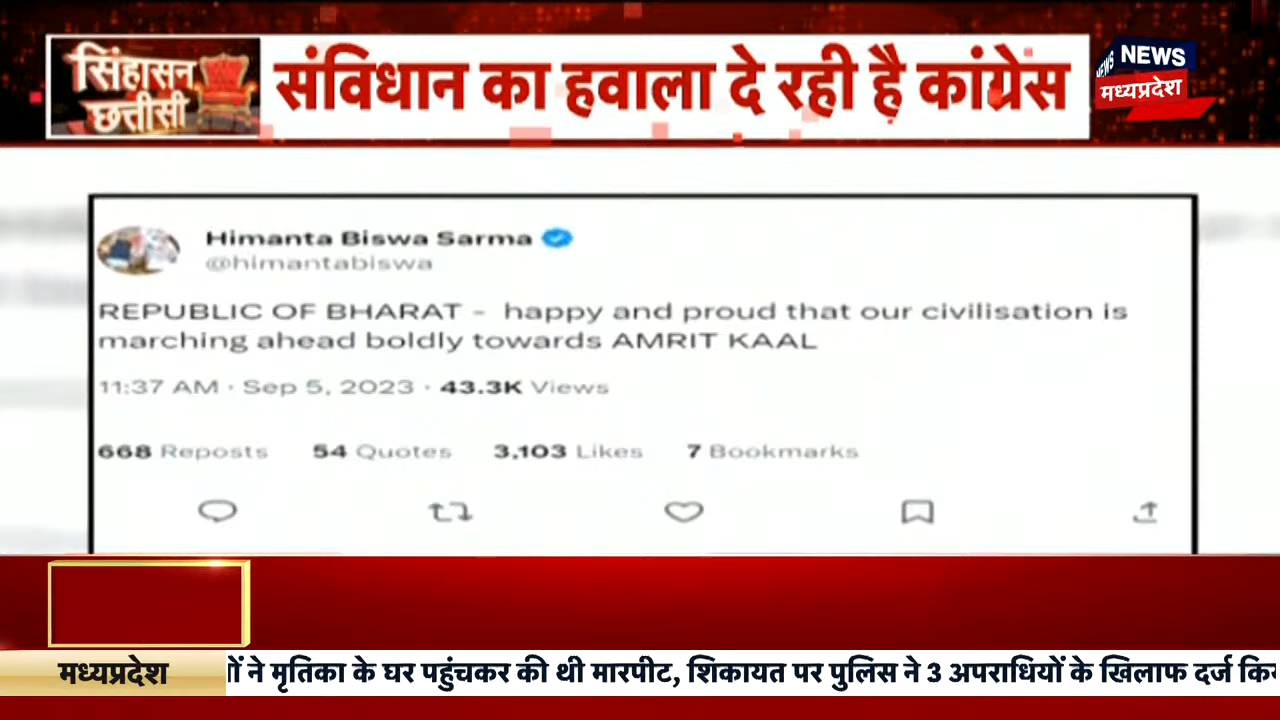 सिंहासन
छत्तीसी
संविधान का हवाला दे रही है कांग्रेस
NEWS
NEWS
मध्यप्रदेश
Himanta Biswa Sarma
@himantabiswa
REPUBLIC OF BHARAT - happy and proud that our civilisation is
marching ahead boldly towards AMRIT KAAL
11:37 AM · Sep 5, 2023 · 43.3K Views
668 Reposts 54 Quotes 3,103 Likes 7 Bookmarks
मध्यप्रदेश
ने मृतिका के घर पहुंचकर की थी मारपीट, शिकायत पर पुलिस ने 3 अपराधियों के खिलाफ दर्ज